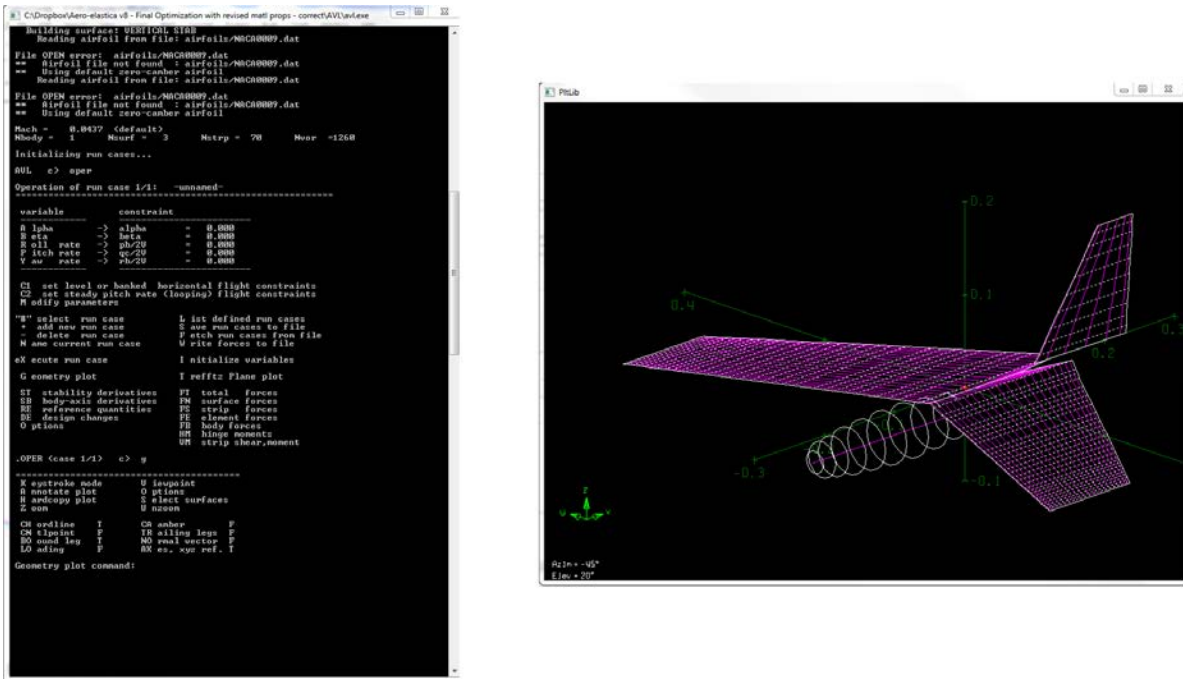 C:\Dropbox\Aero-elastica v8 - Final Optimization with revised matl props - correct\AVL\avl.exe
Building surface: VERTICAL STAB
Reading airfoil from file: airfoils/NACA0009.dat
File OPEN error: airfoils/NACA0009.dat
** Airfoil file not found : airfoils/NACA0009.dat
** Using default zero-camber airfoil
Reading airfoil from file: airfoils/NACA0009.dat
File OPEN error: airfoils/NACA0009.dat
** Airfoil file not found : airfoils/NACA0009.dat
** Using default zero-camber airfoil
Mach = 0.0437 (default)
Nbody = 1 Nsurf = 3 Nstrp = 70 Nvor =1260
Initializing run cases...
AVL c> oper
Operation of run case 1/1: -unnamed-
==========================================================
variable constraint
------------ ------------------------
A lpha -> alpha = 0.000
B eta -> beta = 0.000
R oll rate -> pb/2V = 0.000
P itch rate -> qc/2V = 0.000
Y aw rate -> rb/2V = 0.000
------------ ------------------------
C1 set level or banked horizontal flight constraints
C2 set steady pitch rate (looping) flight constraints
M odify parameters
"#" select run case L ist defined run cases
+ add new run case S ave run cases to file
- delete run case F etch run cases from file
N ame current run case W rite forces to file
eX ecute run case I nitialize variables
G eometry plot T refftz Plane plot
ST stability derivatives FT total forces
SB body-axis derivatives FN surface forces
RE reference quantities FS strip forces
DE design changes FE element forces
O ptions FB body forces
HM hinge moments
VM strip shear,moment
.OPER (case 1/1) c> g
==========================================
K eystroke mode V iewpoint
A nnotate plot O ptions
H ardcopy plot S elect surfaces
Z oom U nzoom
CH ordline T CA amber F
CN tlpoint F TR ailing legs F
BO ound leg T NO rmal vector F
LO ading F AX es, xyz ref. T
Geometry plot command:
PltLib
0.2
0.1
0.4
0.3
0.2
-0.3
-0.1
z
y
Azim = -45°
Elev = 20°